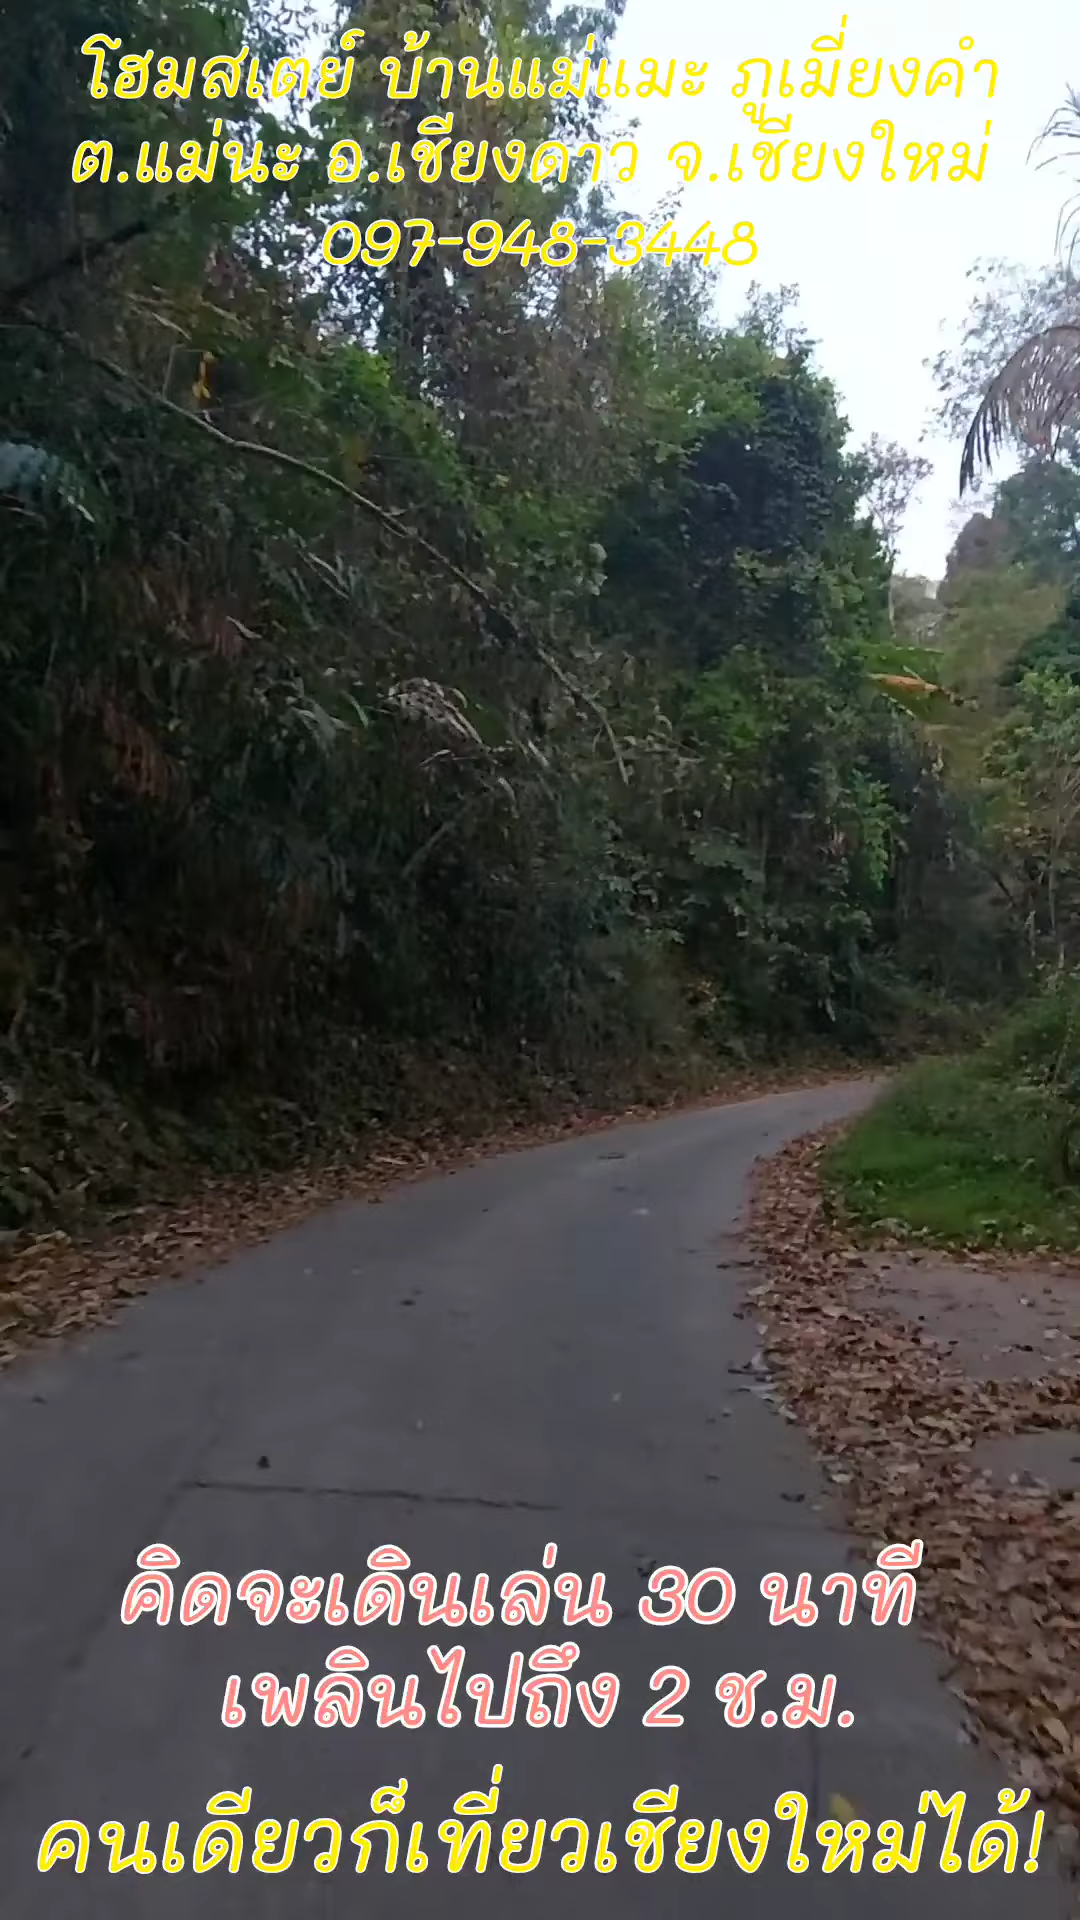 โฮมสเตย์ บ้านแม่แมะ ภูเมี่ยงคำ
ต.แม่นะ อ.เชียงดาว จ.เชียงใหม่
097-948-3448
คิดจะเดินเล่น 30 นาที
เพลินไปถึง 2 ช.ม.
คนเดียวก็เที่ยวเชียงใหม่ได้!